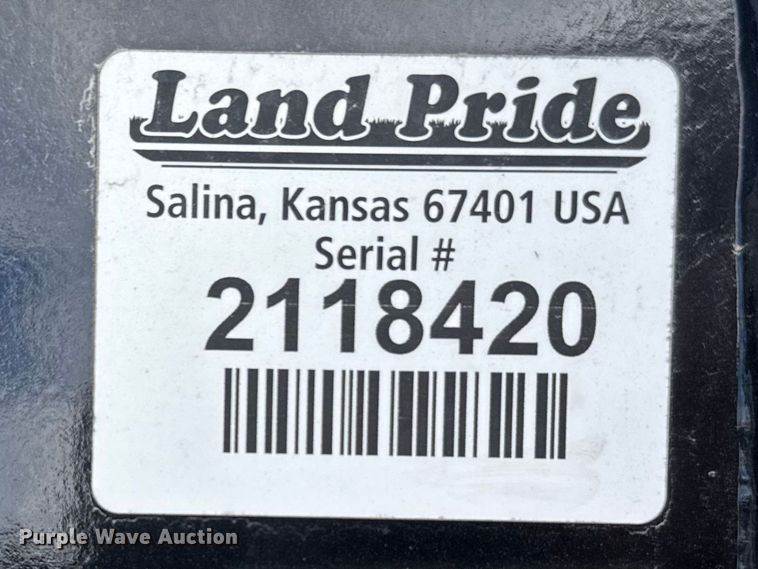 Land Pride
Salina, Kansas 67401 USA
Serial #
2118420
Purple Wave Auction